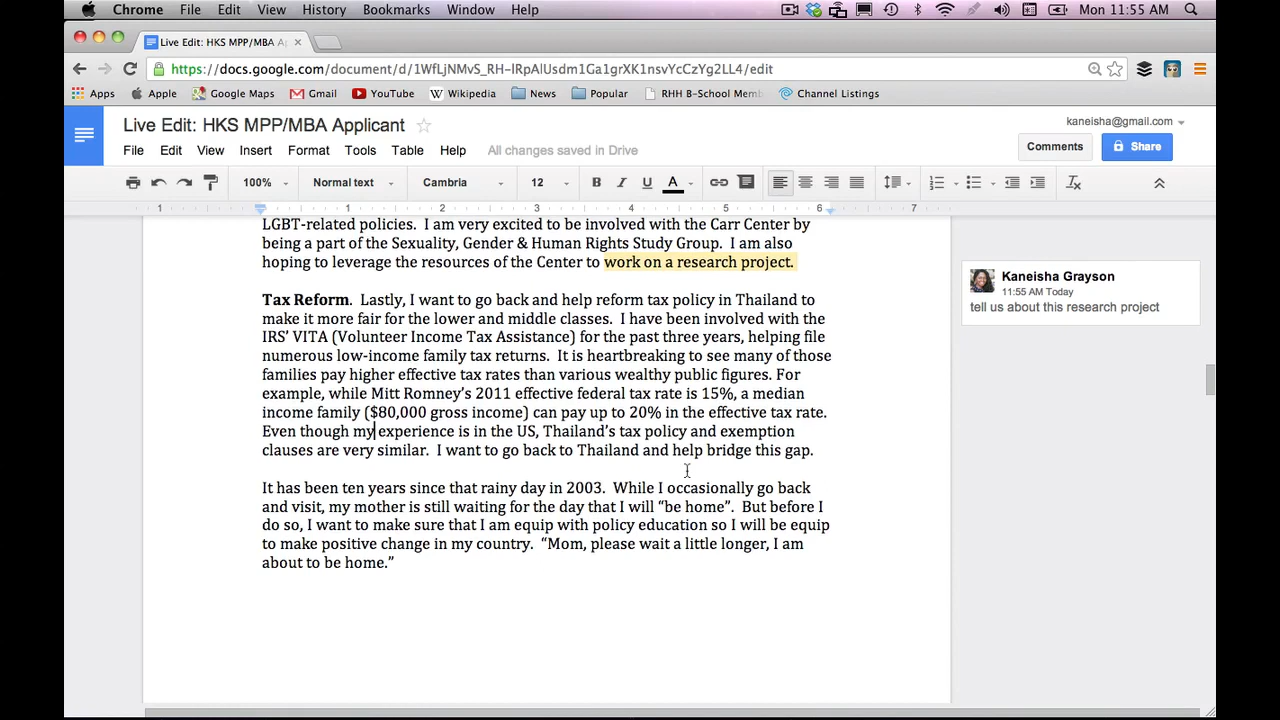 Chrome File Edit View History Bookmarks Window Help Mon 11:55 AM
Live Edit: HKS MPP/MBA Ap
https://docs.google.com/document/d/1WfLjNMvS_RH-lRpAlUsdm1Ga1grXK1nsvYcCzYg2LL4/edit
Apps Apple Google Maps Gmail YouTube Wikipedia News Popular RHH B-School Memb Channel Listings
Live Edit: HKS MPP/MBA Applicant
kaneisha@gmail.com
File Edit View Insert Format Tools Table Help All changes saved in Drive
Comments Share
100% Normal text Cambria 12 B I U A
1 1 2 3 4 5 6 7
LGBT-related policies. I am very excited to be involved with the Carr Center by
being a part of the Sexuality, Gender & Human Rights Study Group. I am also
hoping to leverage the resources of the Center to work on a research project.
Tax Reform. Lastly, I want to go back and help reform tax policy in Thailand to
make it more fair for the lower and middle classes. I have been involved with the
IRS' VITA (Volunteer Income Tax Assistance) for the past three years, helping file
numerous low-income family tax returns. It is heartbreaking to see many of those
families pay higher effective tax rates than various wealthy public figures. For
example, while Mitt Romney's 2011 effective federal tax rate is 15%, a median
income family ($80,000 gross income) can pay up to 20% in the effective tax rate.
Even though my experience is in the US, Thailand's tax policy and exemption
clauses are very similar. I want to go back to Thailand and help bridge this gap.
It has been ten years since that rainy day in 2003. While I occasionally go back
and visit, my mother is still waiting for the day that I will "be home". But before I
do so, I want to make sure that I am equip with policy education so I will be equip
to make positive change in my country. "Mom, please wait a little longer, I am
about to be home."
Kaneisha Grayson
11:55 AM Today
tell us about this research project